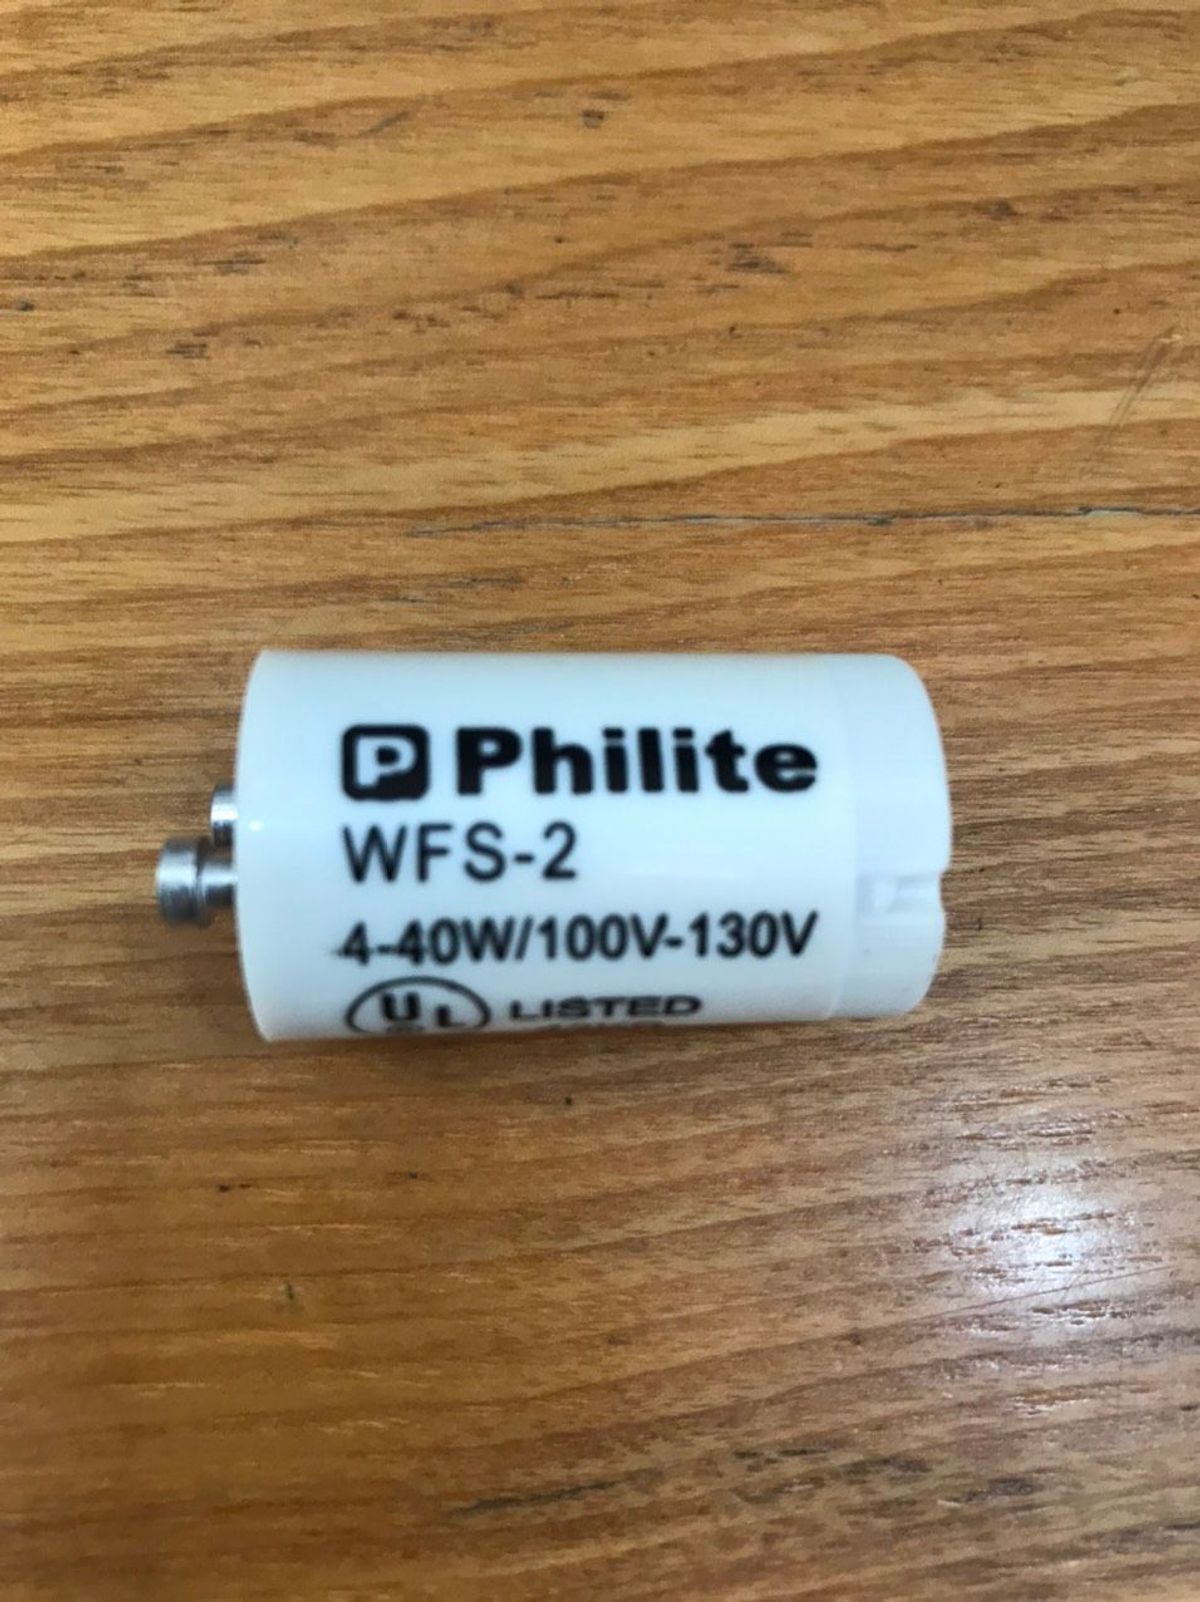 P Philite
WFS-2
4-40W/100V-130V
UL LISTED